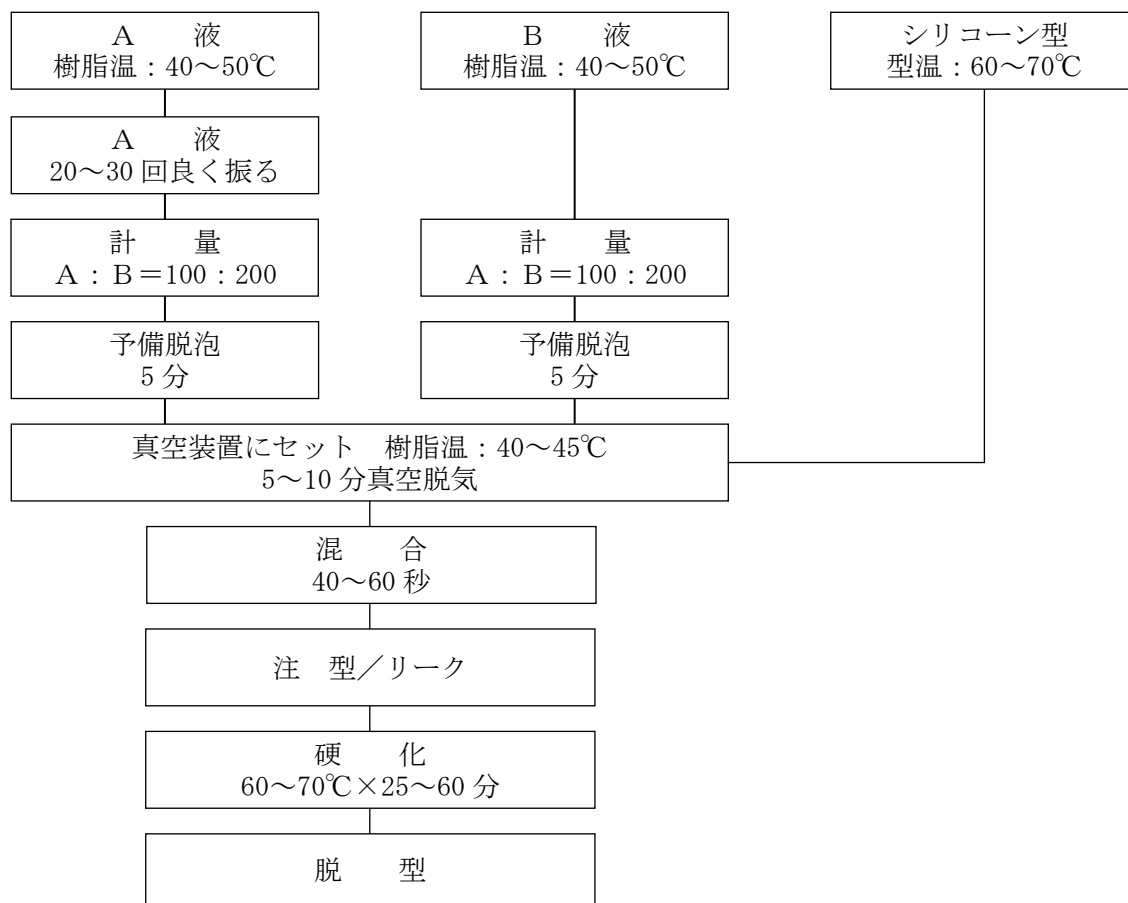 A　　液
樹脂温：40～50℃
B　　液
樹脂温：40～50℃
シリコーン型
型温：60～70℃
A　　液
20～30 回良く振る
計　　量
A：B＝100：200
計　　量
A：B＝100：200
予備脱泡
5 分
予備脱泡
5 分
真空装置にセット　樹脂温：40～45℃
5～10 分真空脱気
混　　合
40～60 秒
注　型／リーク
硬　　化
60～70℃×25～60 分
脱　　型